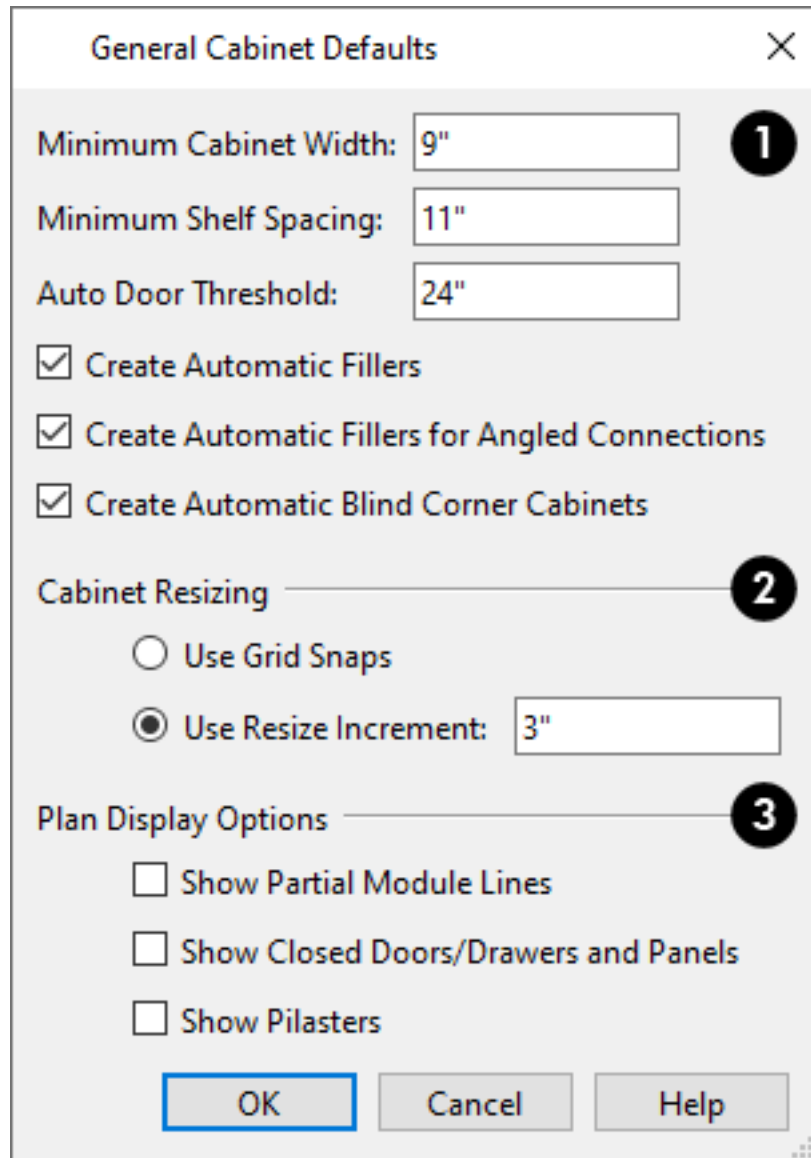 General Cabinet Defaults
Minimum Cabinet Width: 9" 1
Minimum Shelf Spacing: 11"
Auto Door Threshold: 24"
Create Automatic Fillers
Create Automatic Fillers for Angled Connections
Create Automatic Blind Corner Cabinets
Cabinet Resizing 2
Use Grid Snaps
Use Resize Increment: 3"
Plan Display Options 3
Show Partial Module Lines
Show Closed Doors/Drawers and Panels
Show Pilasters
OK Cancel Help